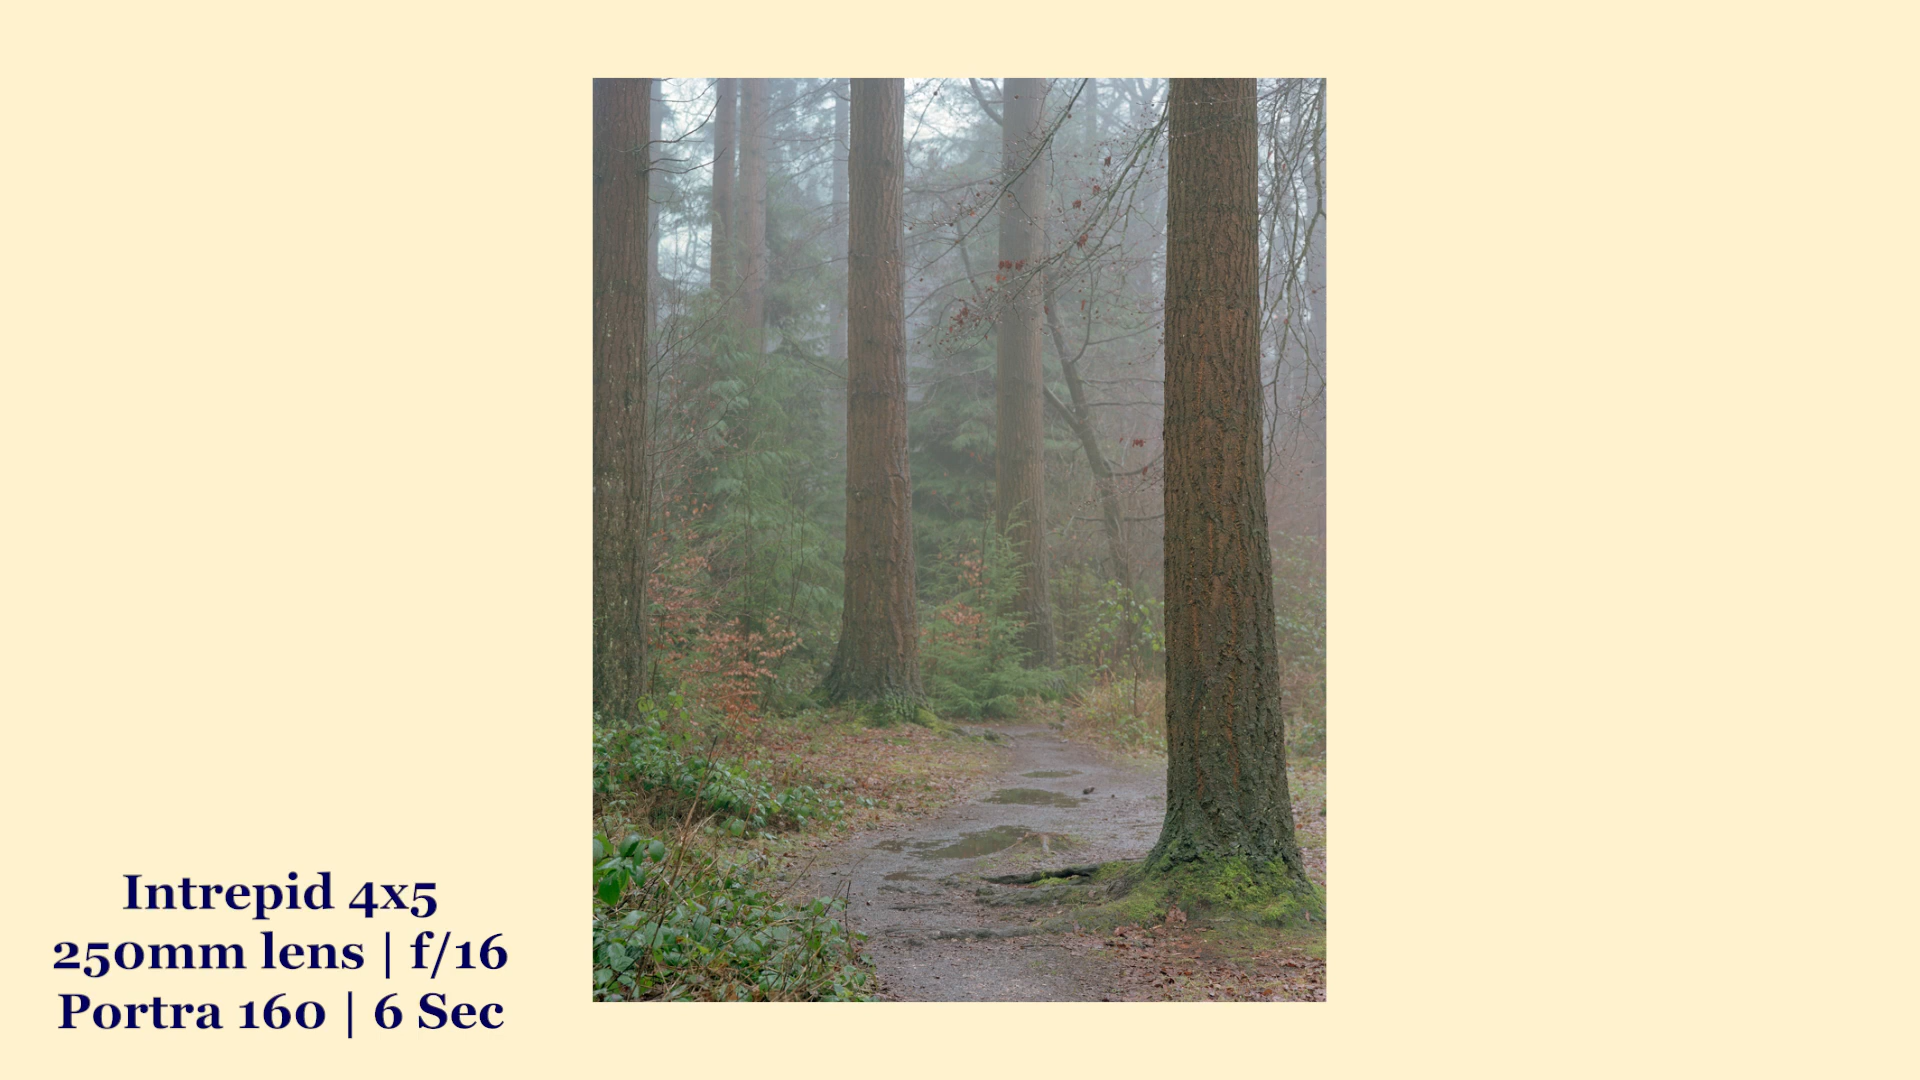 Intrepid 4x5
250mm lens | f/16
Portra 160 | 6 Sec